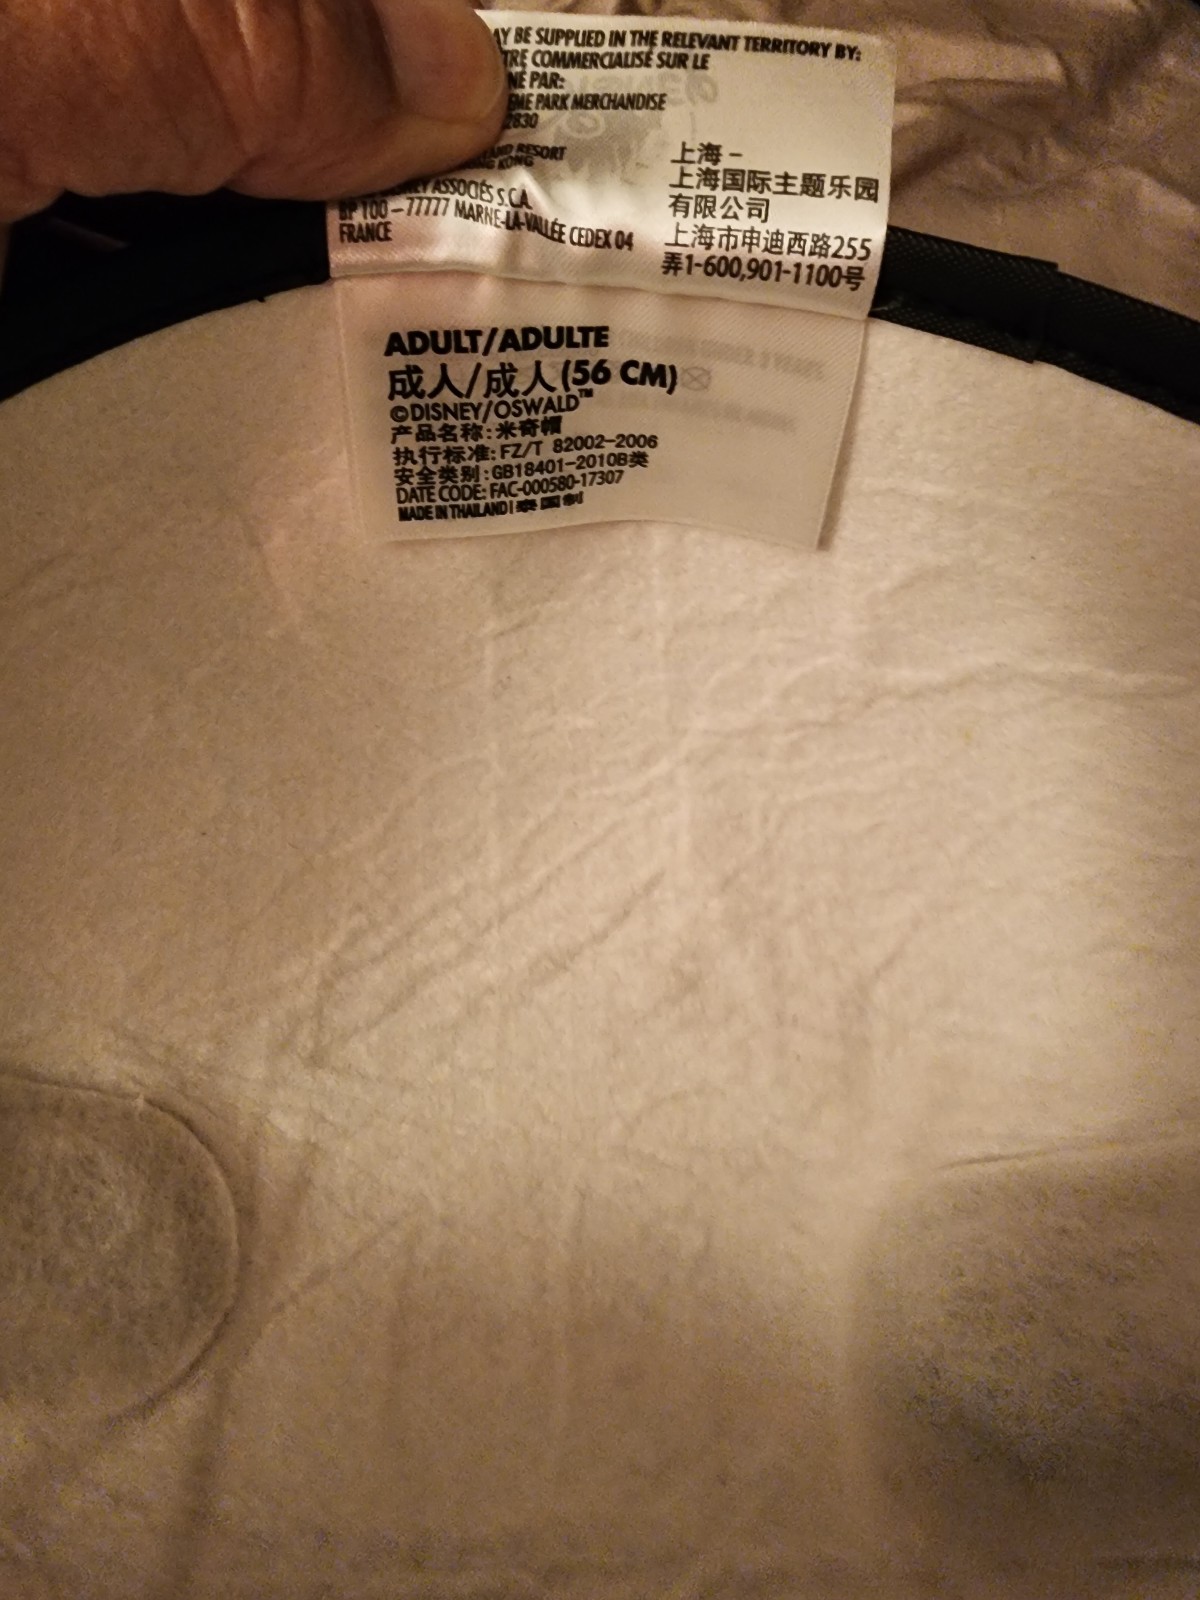 BE SUPPLIED IN THE RELEVANT TERRITORY BY:
COMMERCIALISÉ SUR LE
PAR:
PARK MERCHANDISE
RESORT
KONG
ASSOCIÉS S.C.A.
BP 100 – 77777 MARNE-LA-VALLÉE CEDEX 04
FRANCE
上海 –
上海国际主题乐园
有限公司
上海市申迪西路255
弄1-600,901-1100号
ADULT/ADULTE
成人/成人(56 CM)
©DISNEY/OSWALD™
产品名称:米奇帽
执行标准:FZ/T 82002-2006
安全类别:GB18401-2010B类
DATE CODE: FAC-000580-17307
MADE IN THAILAND | 泰国制